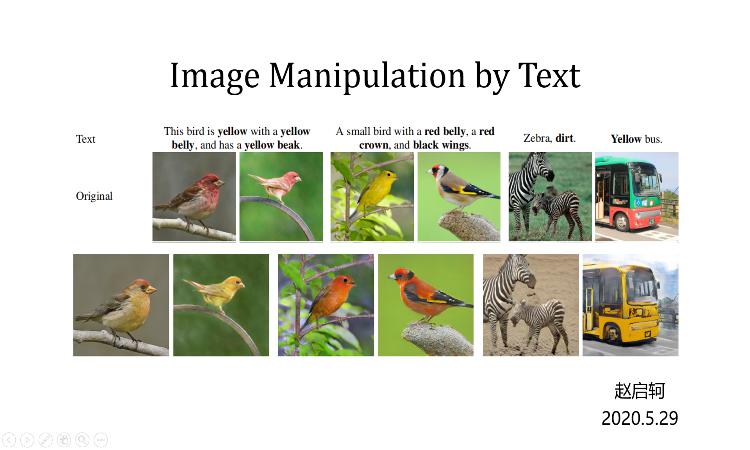 Image Manipulation by Text
Text
This bird is yellow with a yellow
belly, and has a yellow beak.
A small bird with a red belly, a red
crown, and black wings.
Zebra, dirt.
Yellow bus.
Original
赵启轲
2020.5.29